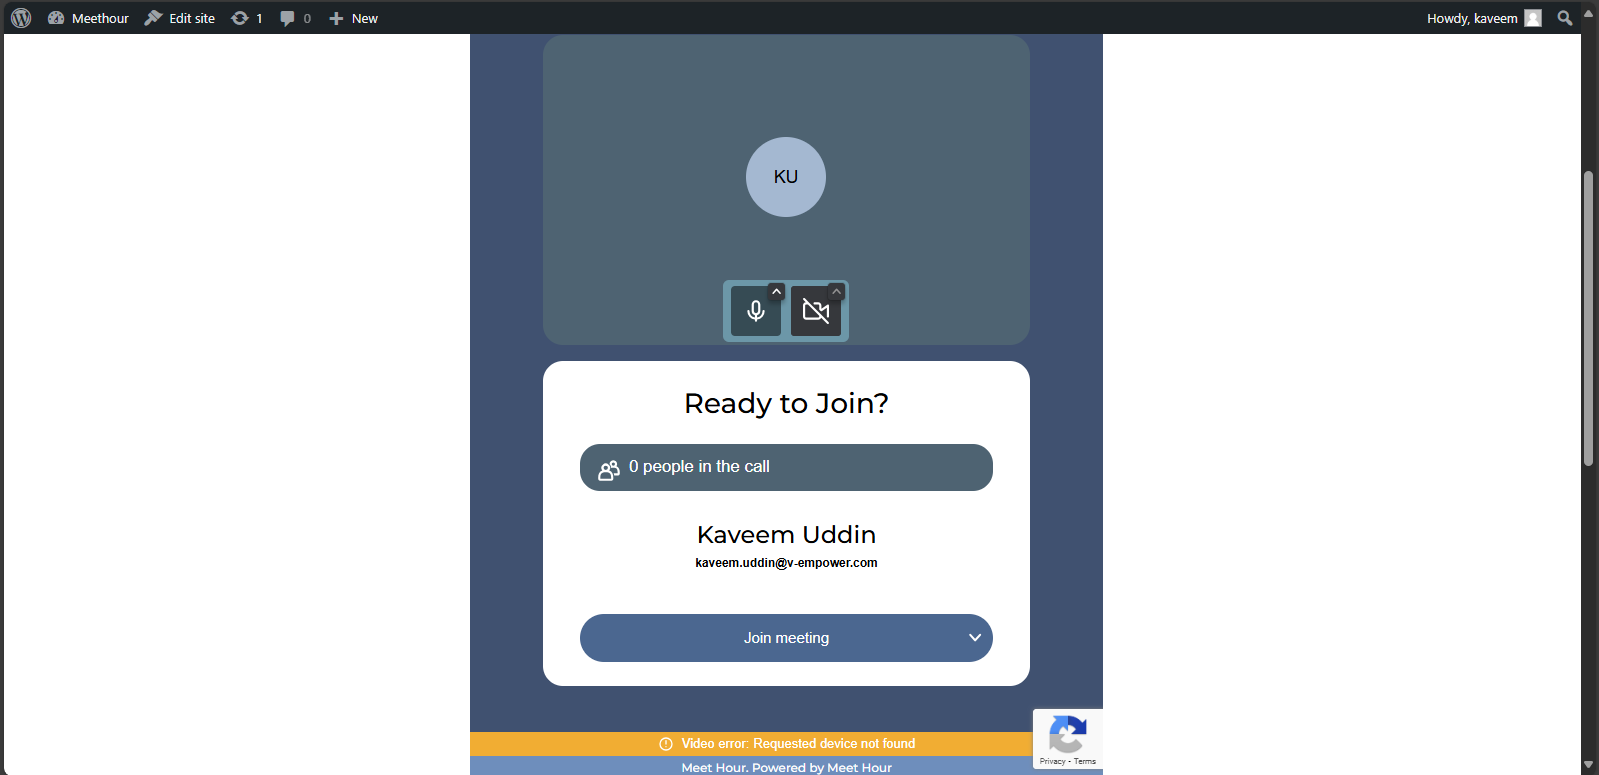 Meethour Edit site 1 0 New Howdy, kaveem
KU
Ready to Join?
0 people in the call
Kaveem Uddin
kaveem.uddin@v-empower.com
Join meeting
Video error: Requested device not found
Meet Hour. Powered by Meet Hour
Privacy - Terms